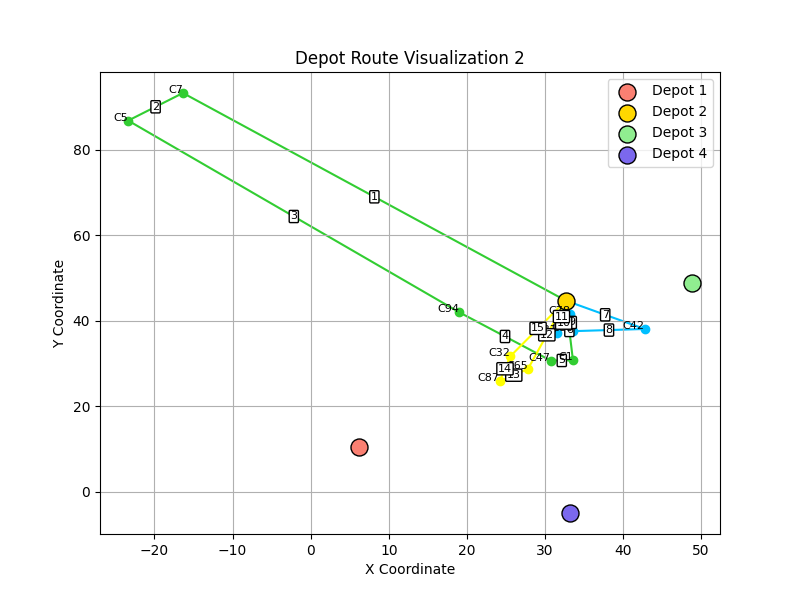 Depot Route Visualization 2
Depot 1
Depot 2
Depot 3
Depot 4
Y Coordinate
80
60
40
20
0
−20
−10
0
10
20
30
40
50
X Coordinate
C7
C5
C94
C42
C32
C47
C1
C87
1
2
3
4
5
7
8
11
12
13
14
15